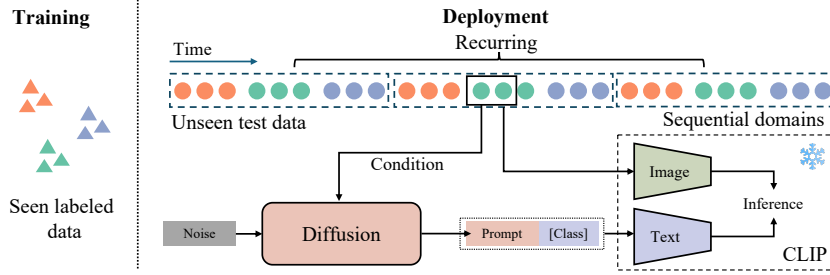 Training
Seen labeled
data
Deployment
Recurring
Time
Unseen test data
Sequential domains
Condition
Noise
Diffusion
Prompt
[Class]
Image
Text
Inference
CLIP